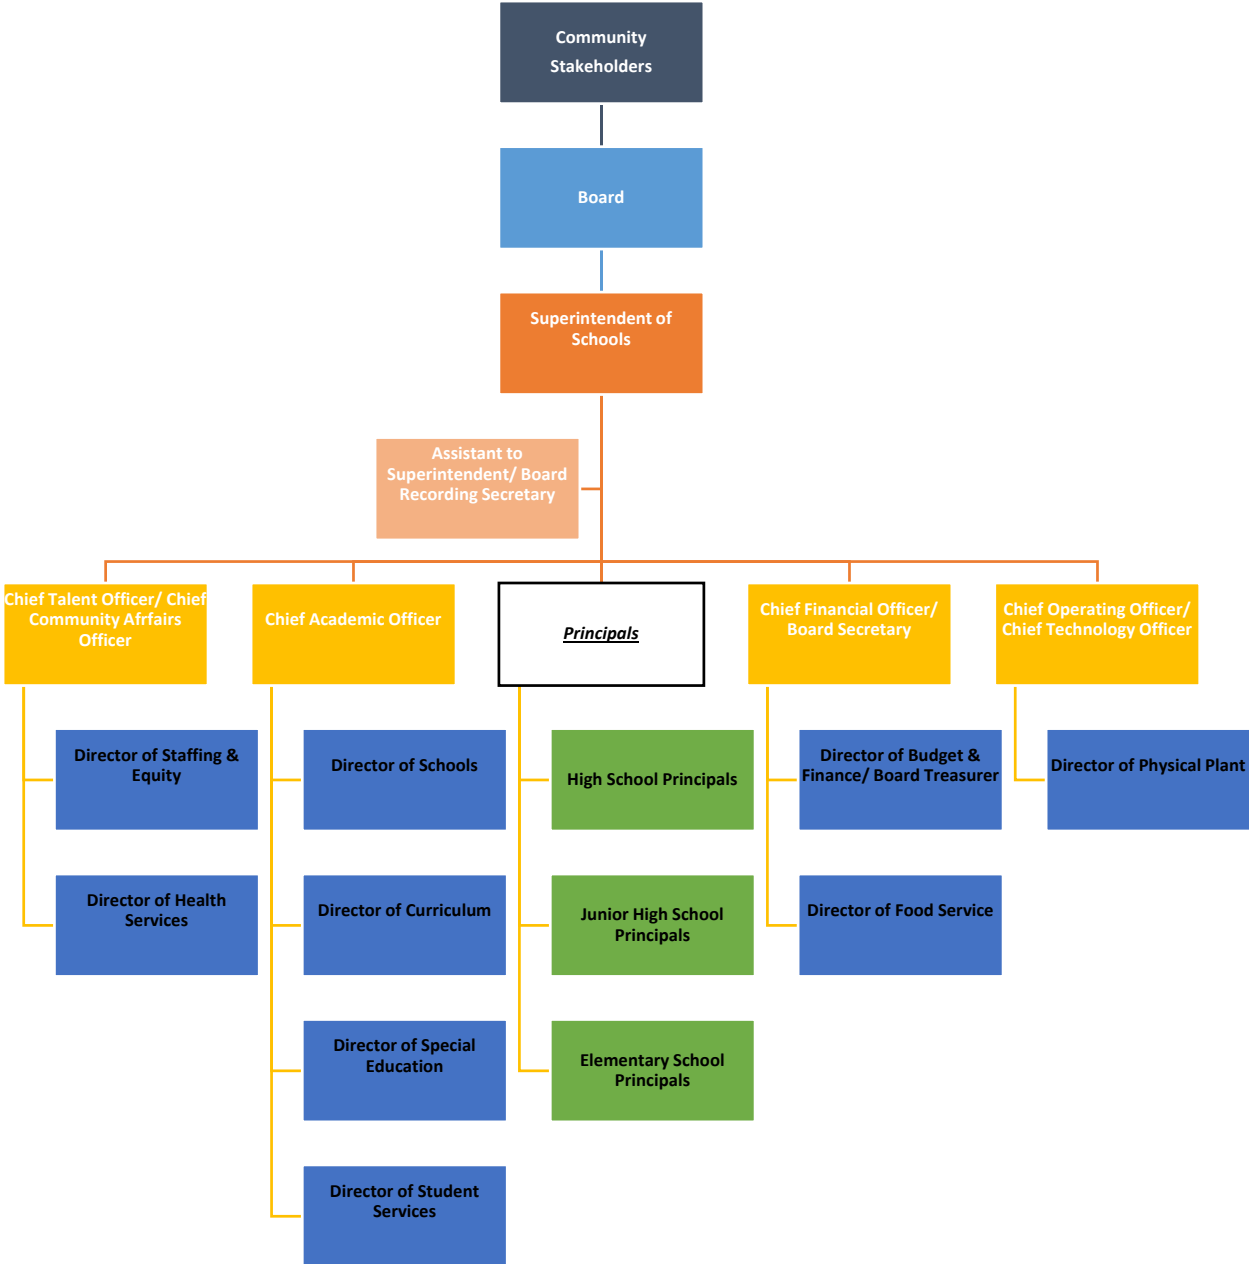 Community
Stakeholders
Board
Superintendent of
Schools
Assistant to
Superintendent/ Board
Recording Secretary
Chief Talent Officer/ Chief
Community Afrfairs
Officer
Chief Academic Officer
Principals
Chief Financial Officer/
Board Secretary
Chief Operating Officer/
Chief Technology Officer
Director of Staffing &
Equity
Director of Schools
High School Principals
Director of Budget &
Finance/ Board Treasurer
Director of Physical Plant
Director of Health
Services
Director of Curriculum
Junior High School
Principals
Director of Food Service
Director of Special
Education
Elementary School
Principals
Director of Student
Services